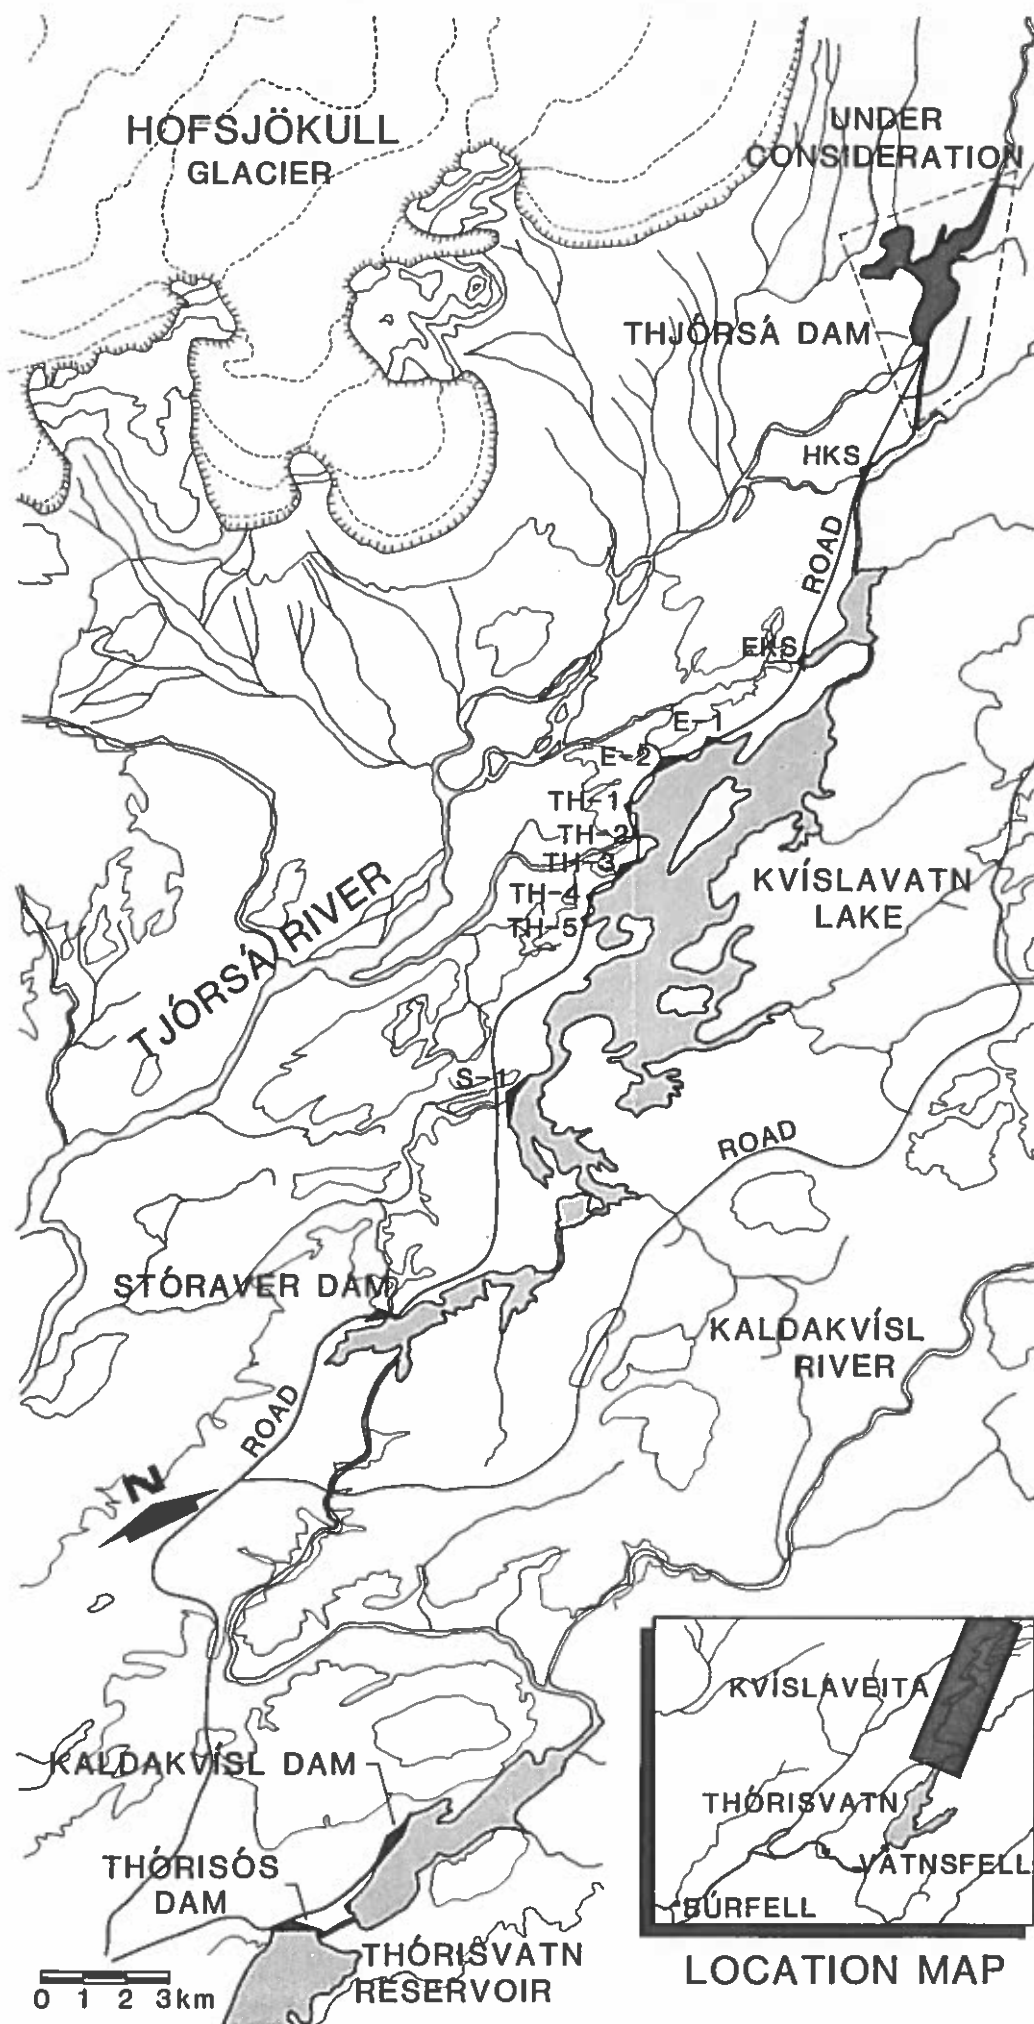 HOFSJÖKULL
GLACIER
UNDER
CONSIDERATION
THJÓRSÁ DAM
HKS
ROAD
EKS
E-1
E-2
TH-1
TH-2
TH-3
TH-4
TH-5
KVÍSLAVATN
LAKE
TJÓRSÁ RIVER
S-1
ROAD
STÓRAVER DAM
KALDAKVÍSL
RIVER
ROAD
N
KVÍSLAVEITA
KALDAKVÍSL DAM
THÓRISVATN
THÓRISÓS
DAM
VATNSFELL
BÚRFELL
THÓRISVATN
RESERVOIR
LOCATION MAP
0 1 2 3km